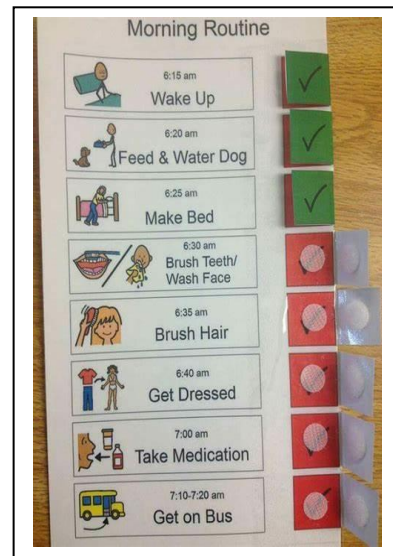 Morning Routine
6:15 am
Wake Up
6:20 am
Feed & Water Dog
6:25 am
Make Bed
6:30 am
Brush Teeth/
Wash Face
6:35 am
Brush Hair
6:40 am
Get Dressed
7:00 am
Take Medication
7:10-7:20 am
Get on Bus